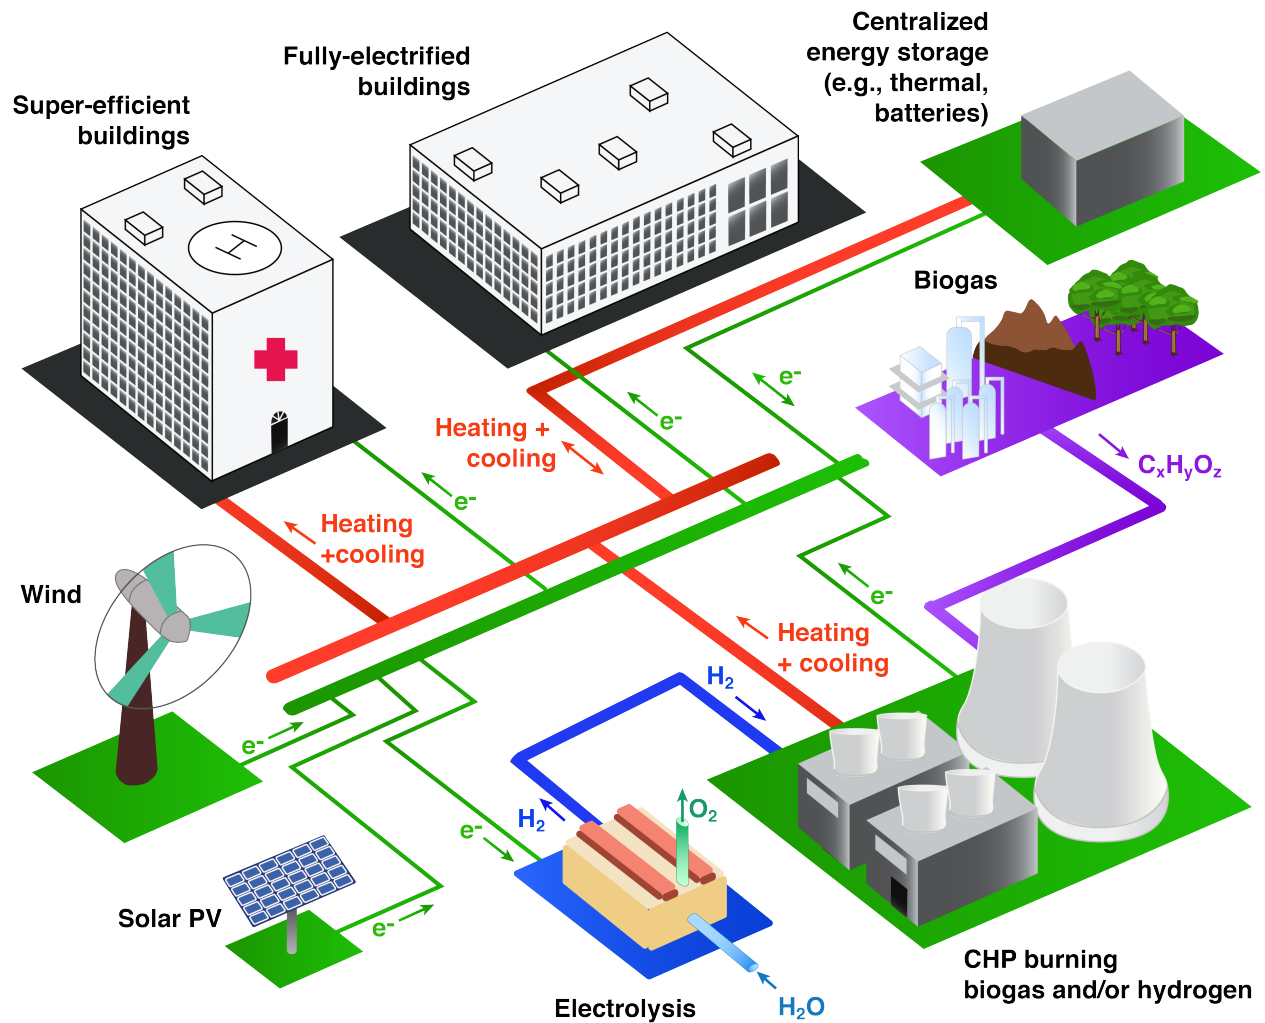 Centralized
energy storage
(e.g., thermal,
batteries)
Fully-electrified
buildings
Super-efficient
buildings
H
Biogas
e-
e-
Heating +
cooling
CxHyOz
e-
Heating
+cooling
Wind
e-
Heating
+ cooling
H2
e-
H2
O2
e-
Solar PV
e-
CHP burning
biogas and/or hydrogen
Electrolysis
H2O